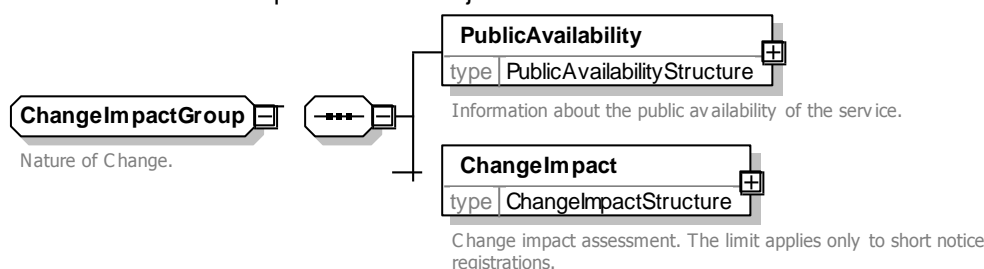 ChangeImpactGroup
Nature of Change.
PublicAvailability
type PublicAvailabilityStructure
Information about the public availability of the service.
ChangeImpact
type ChangeImpactStructure
Change impact assessment. The limit applies only to short notice
registrations.